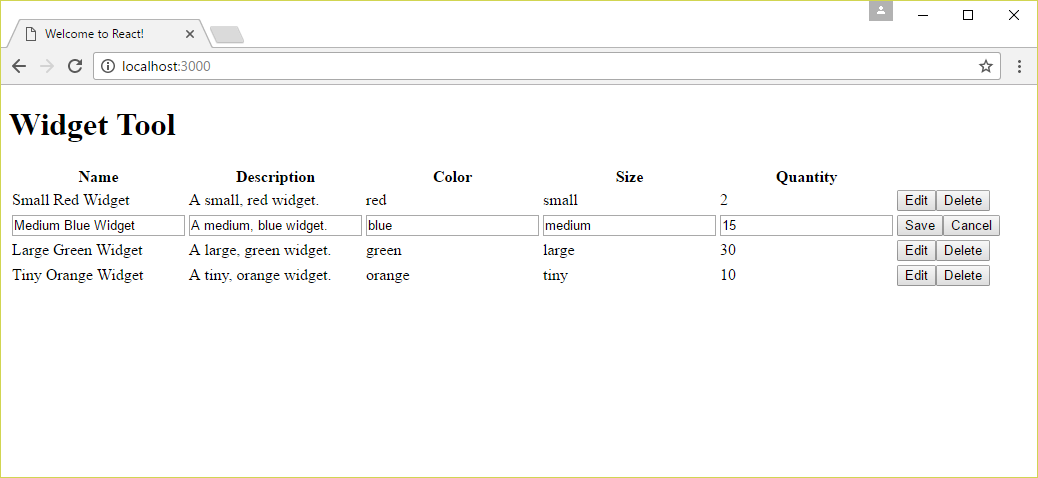 Welcome to React!
localhost:3000
Widget Tool
Name Description Color Size Quantity
Small Red Widget A small, red widget. red small 2 Edit Delete
Medium Blue Widget A medium, blue widget. blue medium 15 Save Cancel
Large Green Widget A large, green widget. green large 30 Edit Delete
Tiny Orange Widget A tiny, orange widget. orange tiny 10 Edit Delete